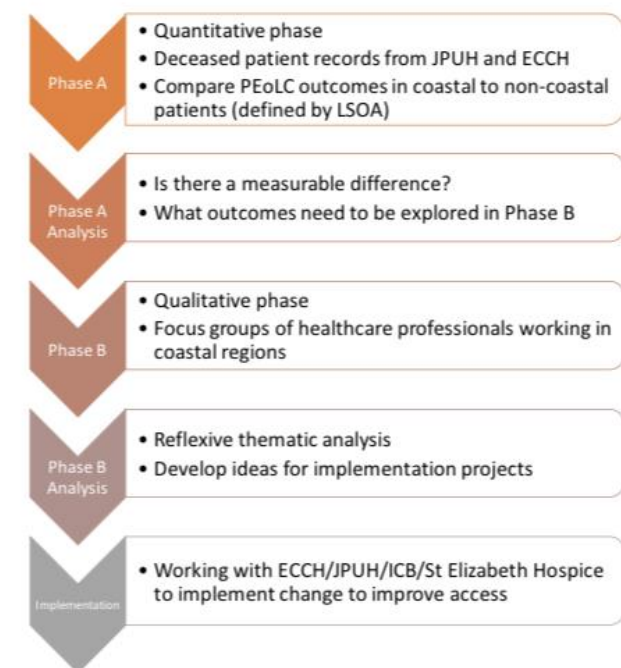 Phase A
• Quantitative phase
• Deceased patient records from JPUH and ECCH
• Compare PEoLC outcomes in coastal to non-coastal
patients (defined by LSOA)
Phase A
Analysis
• Is there a measurable difference?
• What outcomes need to be explored in Phase B
Phase B
• Qualitative phase
• Focus groups of healthcare professionals working in
coastal regions
Phase B
Analysis
• Reflexive thematic analysis
• Develop ideas for implementation projects
Implementation
• Working with ECCH/JPUH/ICB/St Elizabeth Hospice
to implement change to improve access